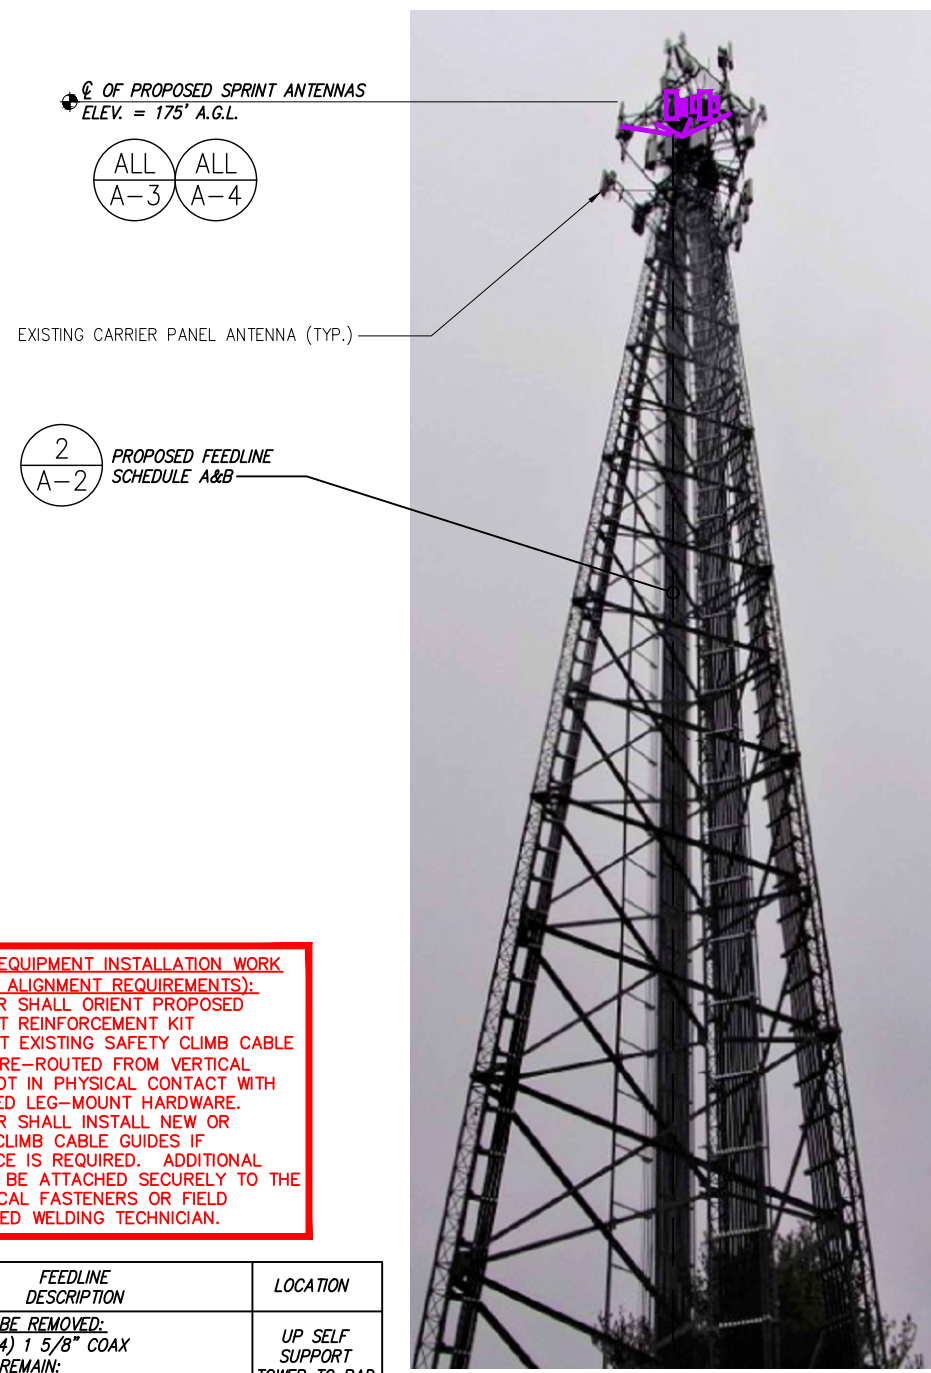 ℄ OF PROPOSED SPRINT ANTENNAS
ELEV. = 175' A.G.L.
ALL ALL
A-3 A-4
EXISTING CARRIER PANEL ANTENNA (TYP.)
2
A-2
PROPOSED FEEDLINE
SCHEDULE A&B
EQUIPMENT INSTALLATION WORK
ALIGNMENT REQUIREMENTS):
R SHALL ORIENT PROPOSED
T REINFORCEMENT KIT
T EXISTING SAFETY CLIMB CABLE
RE-ROUTED FROM VERTICAL
OT IN PHYSICAL CONTACT WITH
ED LEG-MOUNT HARDWARE.
R SHALL INSTALL NEW OR
CLIMB CABLE GUIDES IF
CE IS REQUIRED. ADDITIONAL
BE ATTACHED SECURELY TO THE
CAL FASTENERS OR FIELD
ED WELDING TECHNICIAN.
FEEDLINE
DESCRIPTION
LOCATION
BE REMOVED:
4) 1 5/8" COAX
REMAIN:
UP SELF
SUPPORT
TOWER TO RAD